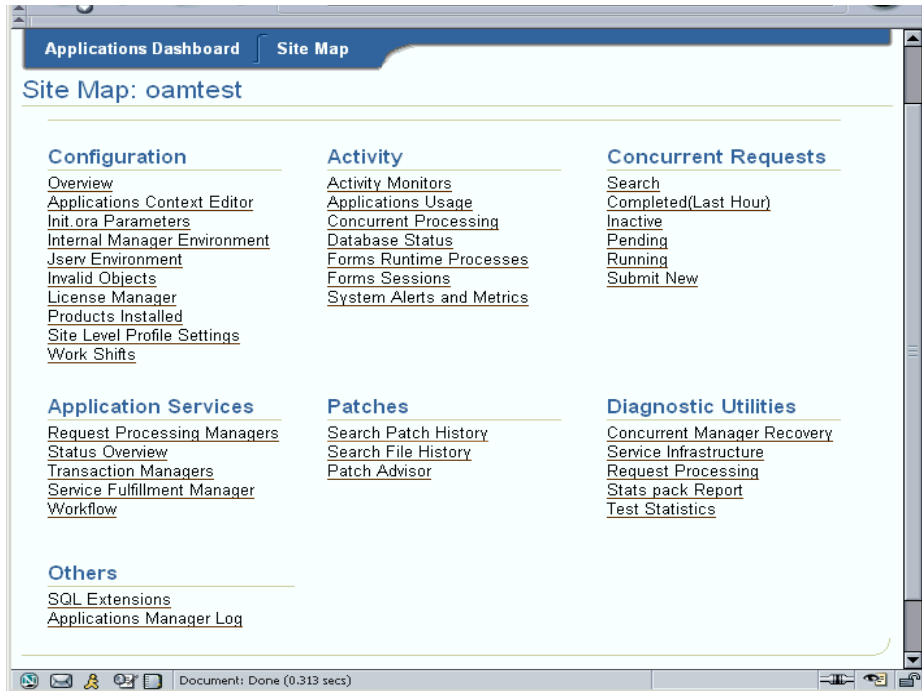 Applications Dashboard
Site Map
Site Map: oamtest
Configuration
Overview
Applications Context Editor
Init.ora Parameters
Internal Manager Environment
Jserv Environment
Invalid Objects
License Manager
Products Installed
Site Level Profile Settings
Work Shifts
Activity
Activity Monitors
Applications Usage
Concurrent Processing
Database Status
Forms Runtime Processes
Forms Sessions
System Alerts and Metrics
Concurrent Requests
Search
Completed(Last Hour)
Inactive
Pending
Running
Submit New
Application Services
Request Processing Managers
Status Overview
Transaction Managers
Service Fulfillment Manager
Workflow
Patches
Search Patch History
Search File History
Patch Advisor
Diagnostic Utilities
Concurrent Manager Recovery
Service Infrastructure
Request Processing
Stats pack Report
Test Statistics
Others
SQL Extensions
Applications Manager Log
Document: Done (0.313 secs)